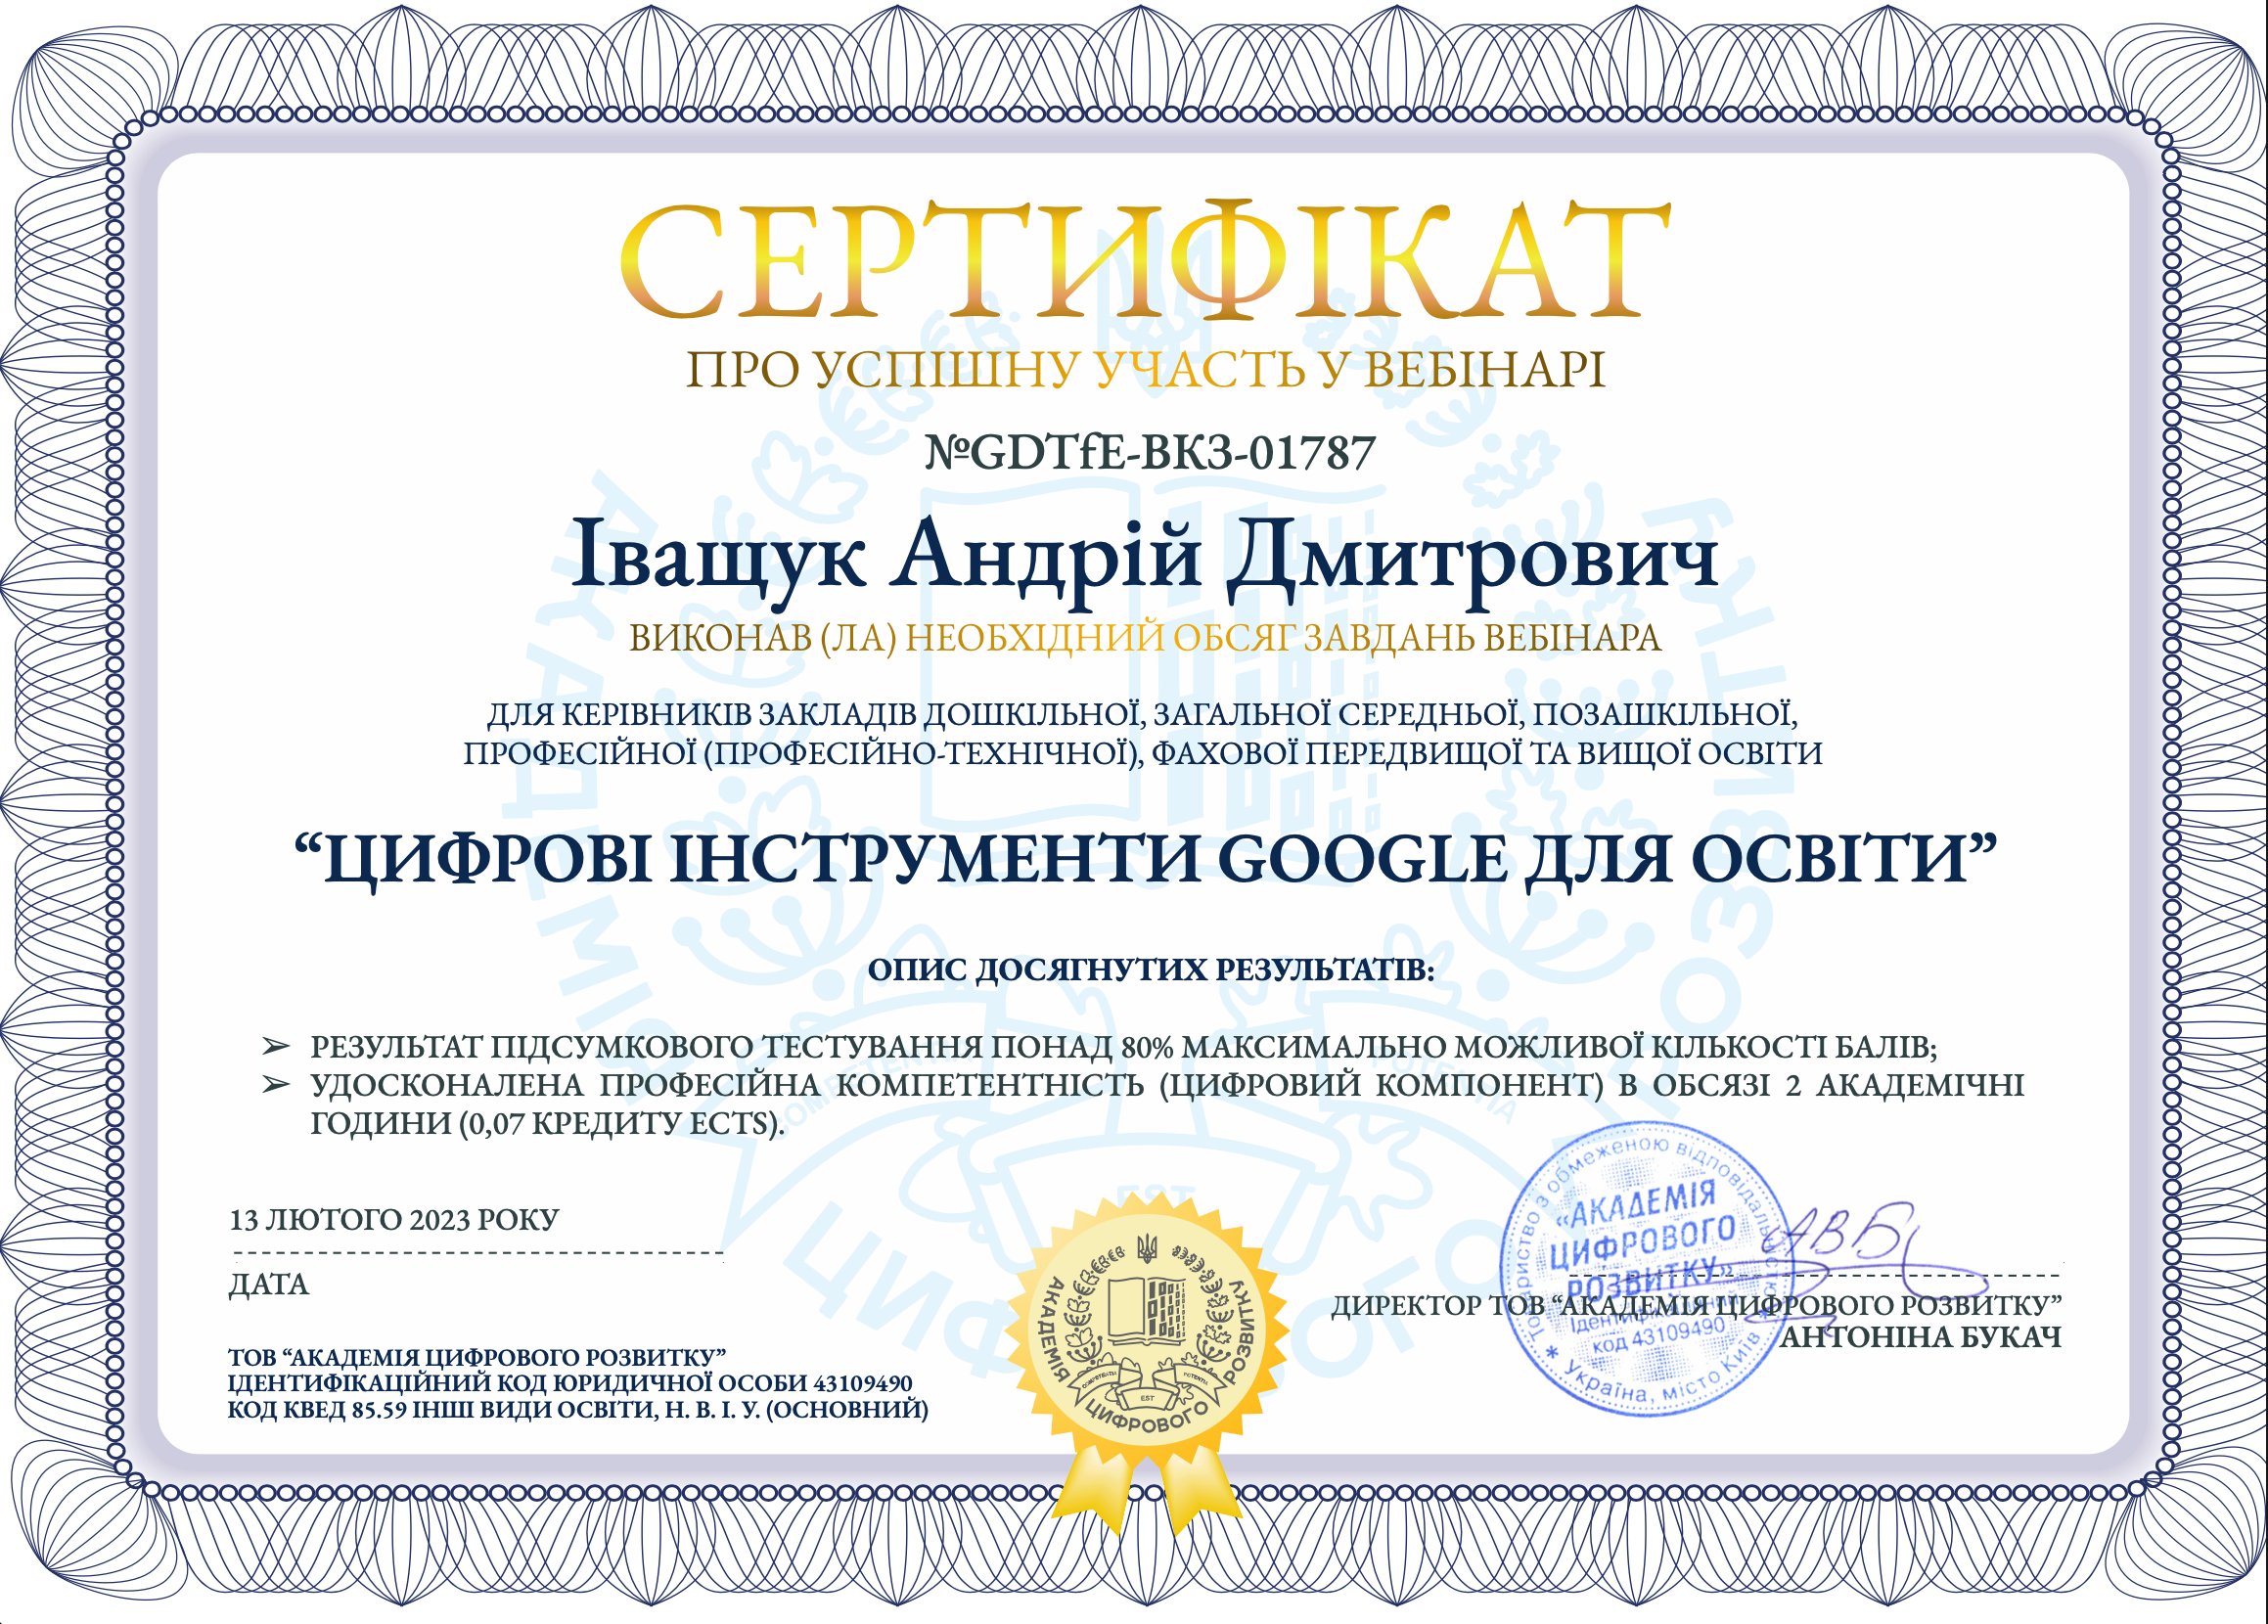 СЕРТИФІКАТ
ПРО УСПІШНУ УЧАСТЬ У ВЕБІНАРІ
№GDTfE-ВКЗ-01787
Іващук Андрій Дмитрович
ВИКОНАВ (ЛА) НЕОБХІДНИЙ ОБСЯГ ЗАВДАНЬ ВЕБІНАРА
ДЛЯ КЕРІВНИКІВ ЗАКЛАДІВ ДОШКІЛЬНОЇ, ЗАГАЛЬНОЇ СЕРЕДНЬОЇ, ПОЗАШКІЛЬНОЇ,
ПРОФЕСІЙНОЇ (ПРОФЕСІЙНО-ТЕХНІЧНОЇ), ФАХОВОЇ ПЕРЕДВИЩОЇ ТА ВИЩОЇ ОСВІТИ
“ЦИФРОВІ ІНСТРУМЕНТИ GOOGLE ДЛЯ ОСВІТИ”
ОПИС ДОСЯГНУТИХ РЕЗУЛЬТАТІВ:
➢ РЕЗУЛЬТАТ ПІДСУМКОВОГО ТЕСТУВАННЯ ПОНАД 80% МАКСИМАЛЬНО МОЖЛИВОЇ КІЛЬКОСТІ БАЛІВ;
➢ УДОСКОНАЛЕНА ПРОФЕСІЙНА КОМПЕТЕНТНІСТЬ (ЦИФРОВИЙ КОМПОНЕНТ) В ОБСЯЗІ 2 АКАДЕМІЧНІ
ГОДИНИ (0,07 КРЕДИТУ ECTS).
13 ЛЮТОГО 2023 РОКУ
ДАТА
ТОВ “АКАДЕМІЯ ЦИФРОВОГО РОЗВИТКУ”
ІДЕНТИФІКАЦІЙНИЙ КОД ЮРИДИЧНОЇ ОСОБИ 43109490
КОД КВЕД 85.59 ІНШІ ВИДИ ОСВІТИ, Н. В. І. У. (ОСНОВНИЙ)
АКАДЕМІЯ ЦИФРОВОГО РОЗВИТКУ
EST
Товариство з обмеженою відповідальністю
«АКАДЕМІЯ
ЦИФРОВОГО
РОЗВИТКУ»
Ідентифікаційний
код 43109490
* Україна, місто Київ *
ДИРЕКТОР ТОВ “АКАДЕМІЯ ЦИФРОВОГО РОЗВИТКУ”
АНТОНІНА БУКАЧ